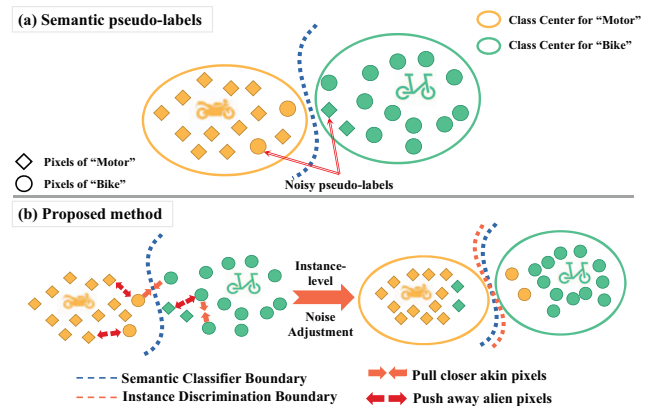 (a) Semantic pseudo-labels
Class Center for “Motor”
Class Center for “Bike”
Pixels of “Motor”
Pixels of “Bike”
Noisy pseudo-labels
(b) Proposed method
Instance-
level
Noise
Adjustment
Semantic Classifier Boundary
Instance Discrimination Boundary
Pull closer akin pixels
Push away alien pixels